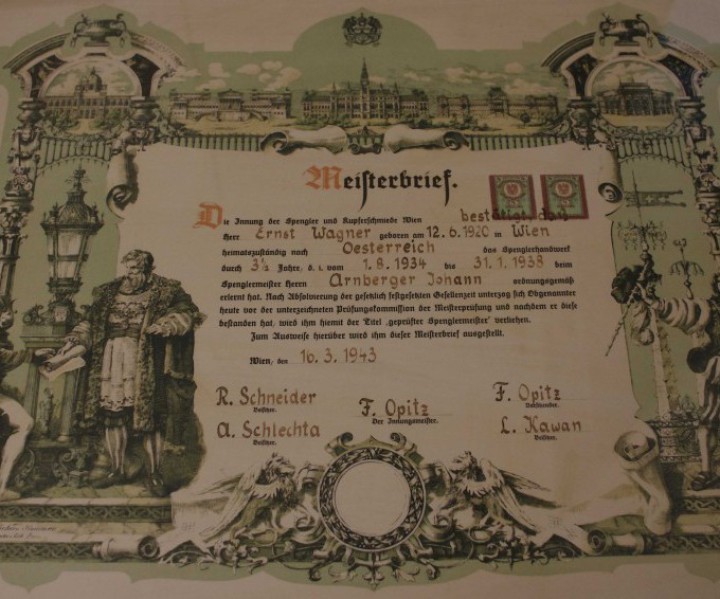 Meisterbrief.
Die Innung der Spengler und Kupferschmiede Wien bestätigt, daß
Herr Ernst Wagner geboren am 12.6.1920 in Wien
heimatszuständig nach Oesterreich das Spenglerhandwerk
durch 3½ Jahre; d. i. vom 1.8.1934 bis 31.1.1938 beim
Spenglermeister Herrn Arnberger Johann ordnungsgemäß
erlernt hat. Nach Absolvierung der gesetzlich festgesetzten Gesellenzeit unterzog sich Obgenannter
heute vor der unterzeichneten Prüfungskommission der Meisterprüfung und nachdem er diese
bestanden hat, wird ihm hiemit der Titel „geprüfter Spenglermeister" verliehen.
Zum Ausweise hierüber wird ihm dieser Meisterbrief ausgestellt.
Wien, den 16.3.1943
R. Schneider
Beisitzer.
F. Opitz
Der Innungsmeister.
F. Opitz
Vorsitzender.
A. Schlechta
Beisitzer.
L. Kawan
Beisitzer.